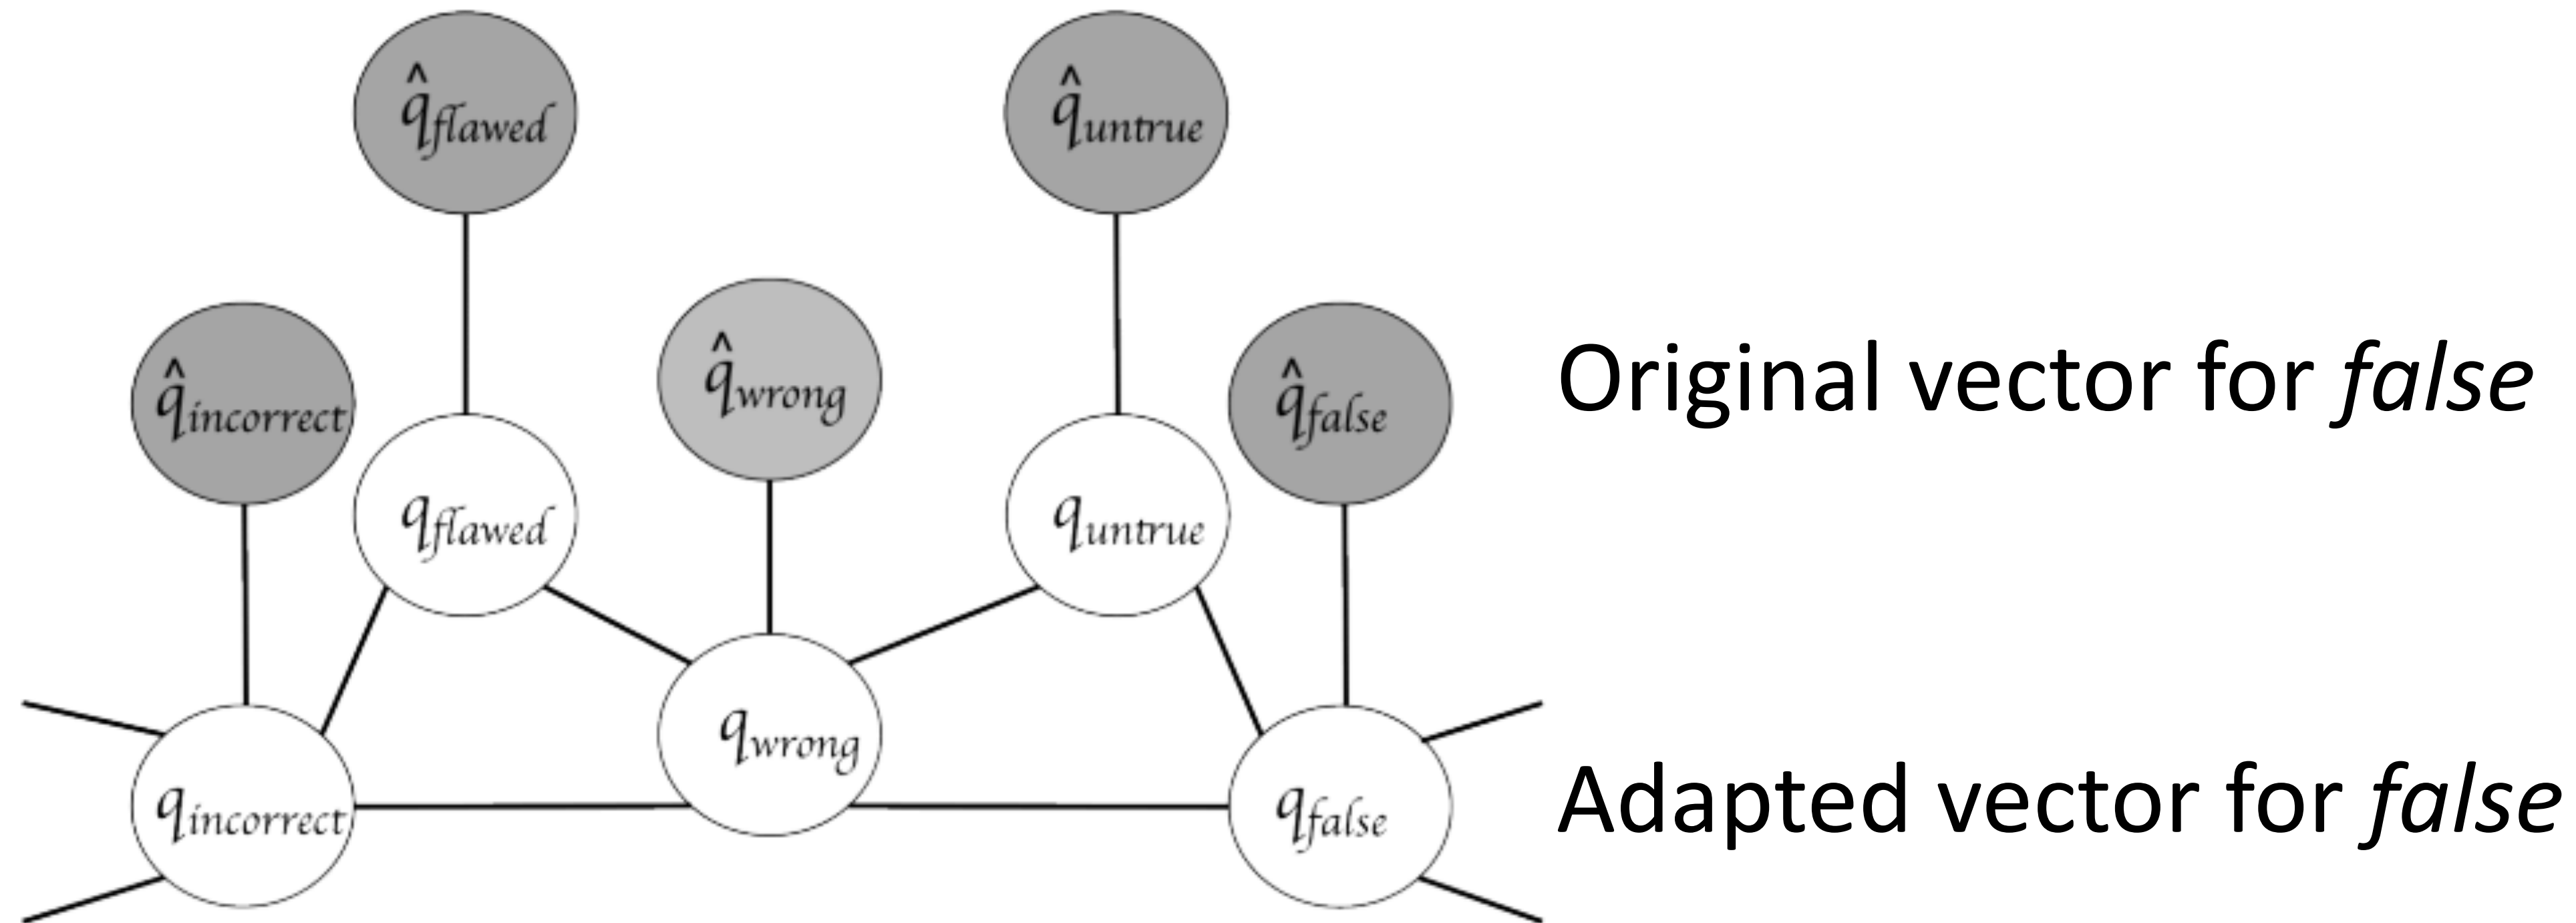 q̂flawed
q̂untrue
q̂incorrect
q̂wrong
q̂false
Original vector for false
qflawed
quntrue
qwrong
qincorrect
qfalse
Adapted vector for false